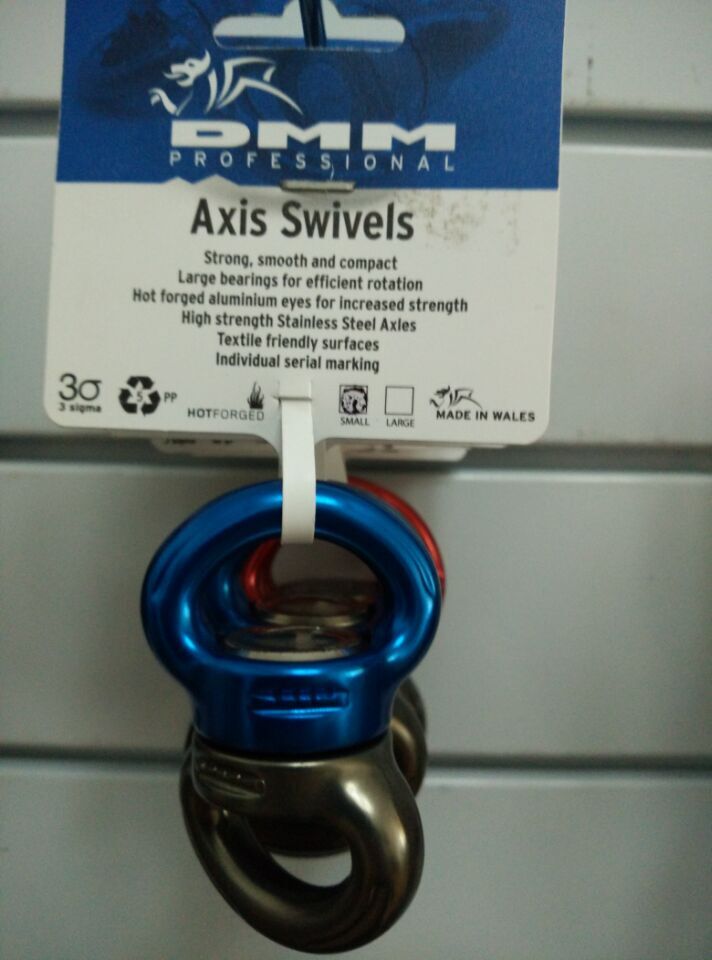 DMM
PROFESSIONAL
Axis Swivels
Strong, smooth and compact
Large bearings for efficient rotation
Hot forged aluminium eyes for increased strength
High strength Stainless Steel Axles
Textile friendly surfaces
Individual serial marking
3σ
3 sigma
5 PP
HOTFORGED
SMALL
LARGE
MADE IN WALES